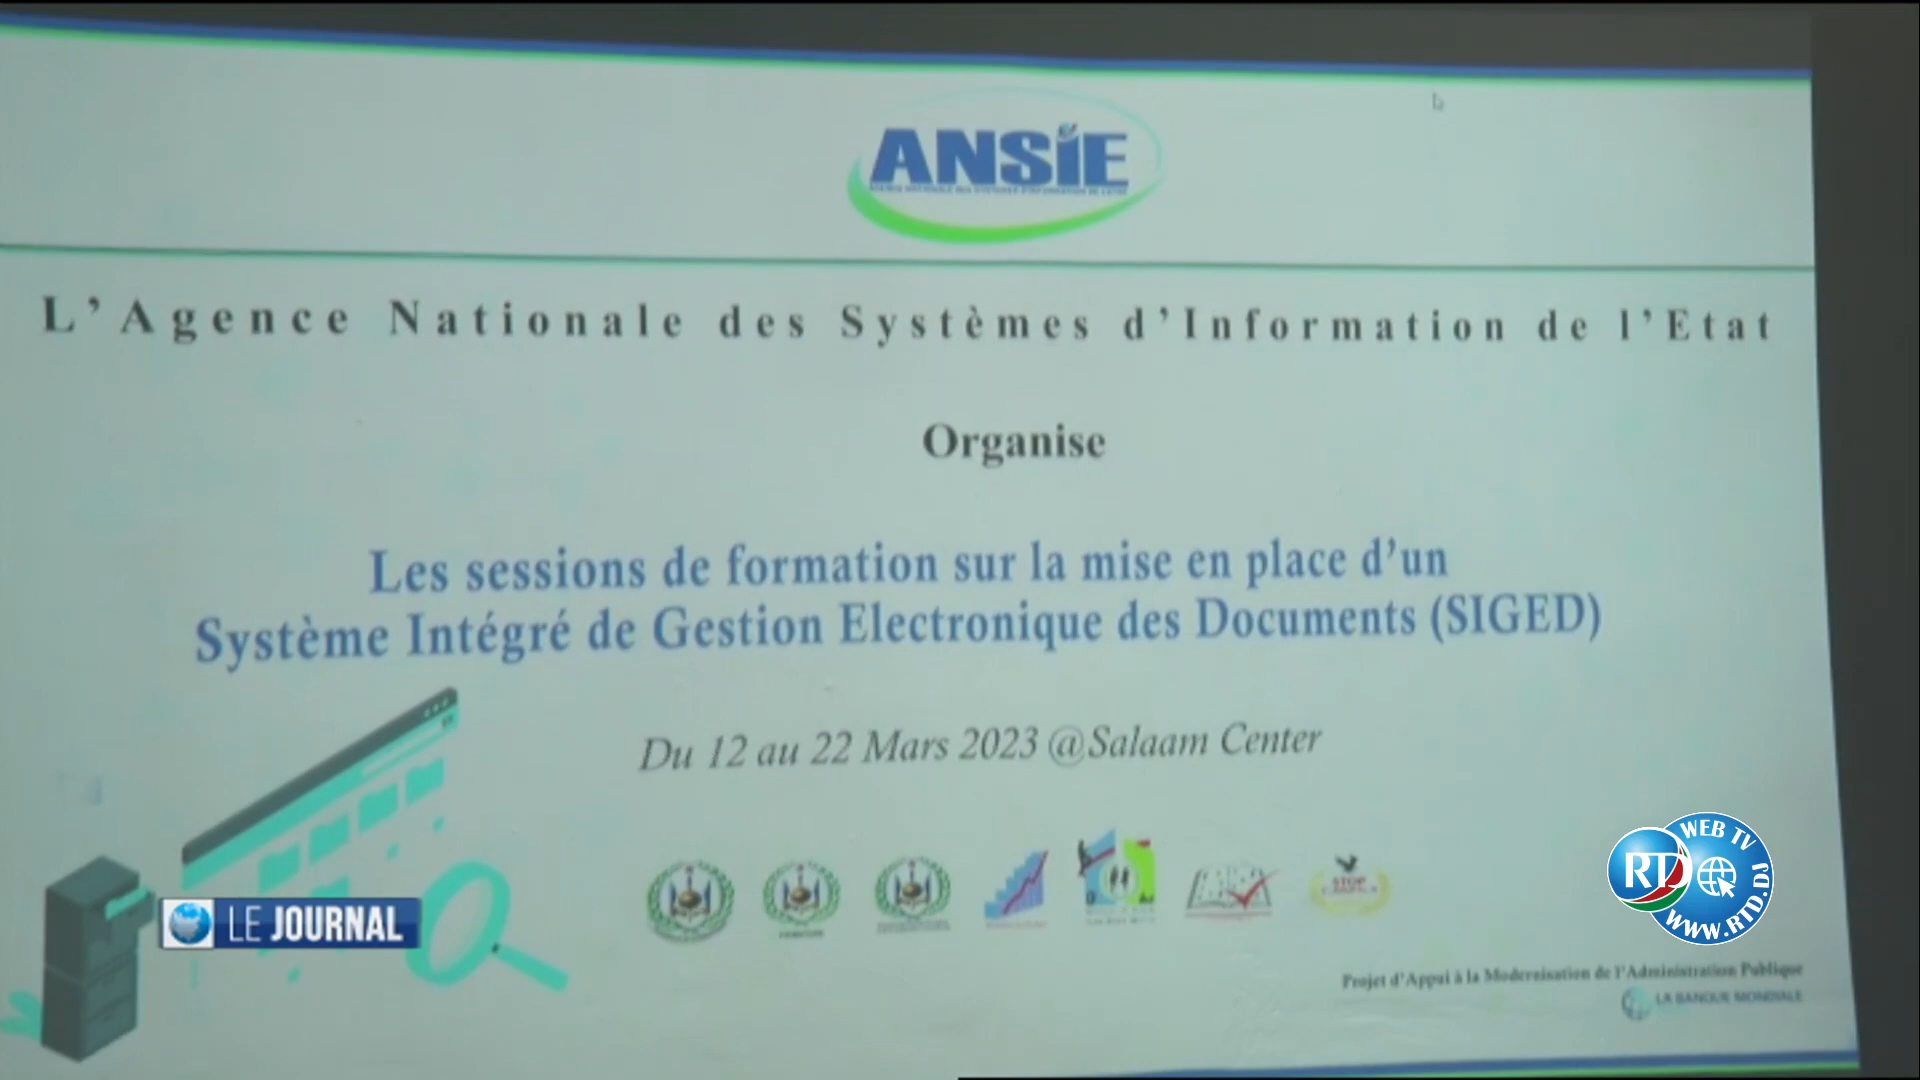 ANSIE
L'Agence Nationale des Systèmes d'Information de l'Etat
Organise
Les sessions de formation sur la mise en place d'un
Système Intégré de Gestion Electronique des Documents (SIGED)
Du 12 au 22 Mars 2023 @Salaam Center
STOP
LE JOURNAL
WEB TV
RTD
WWW.RTD.DJ
Projet d'Appui à la Modernisation de l'Administration Publique
LA BANQUE MONDIALE